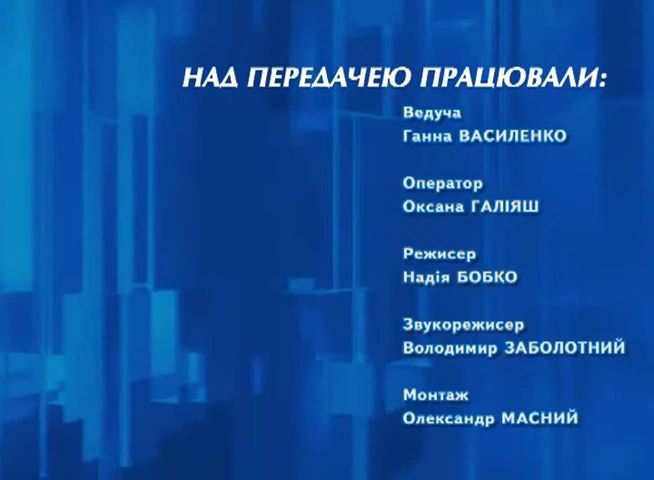 НАД ПЕРЕДАЧЕЮ ПРАЦЮВАЛИ:
Ведуча
Ганна ВАСИЛЕНКО
Оператор
Оксана ГАЛІЯШ
Режисер
Надія БОБКО
Звукорежисер
Володимир ЗАБОЛОТНИЙ
Монтаж
Олександр МАСНИЙ